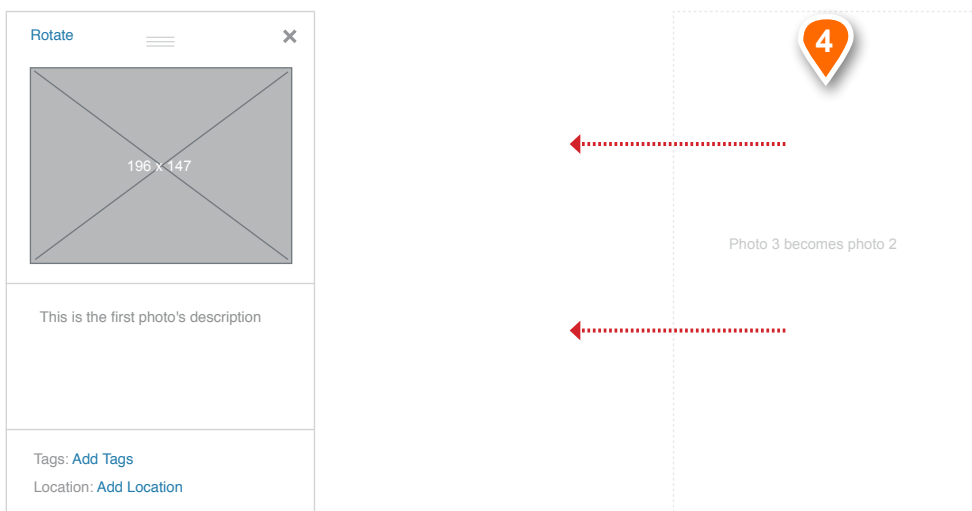 Rotate
4
196 x 147
Photo 3 becomes photo 2
This is the first photo's description
Tags: Add Tags
Location: Add Location